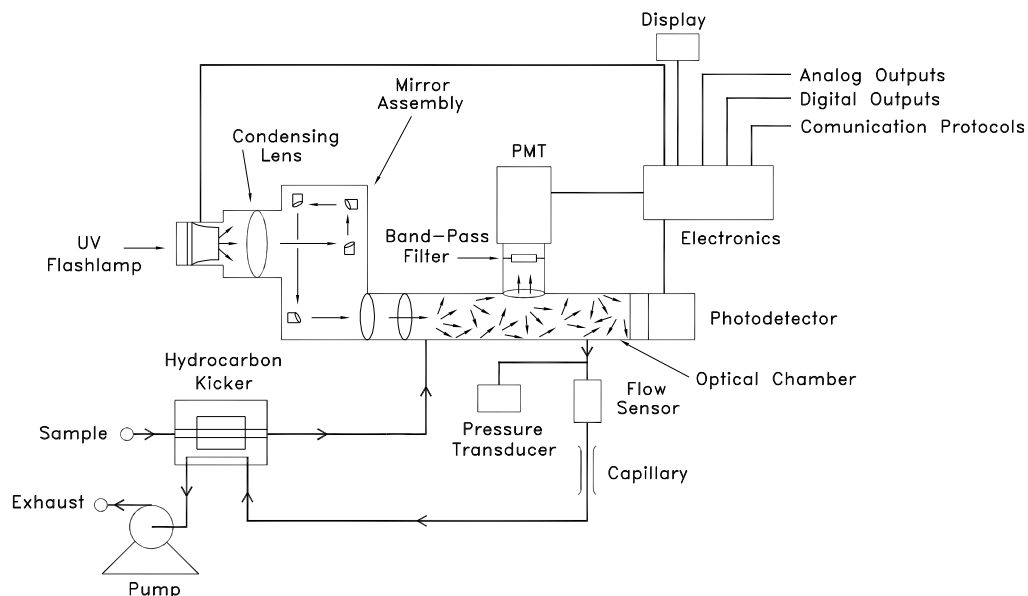 Display
Analog Outputs
Digital Outputs
Comunication Protocols
Mirror
Assembly
Condensing
Lens
PMT
UV
Flashlamp
Band-Pass
Filter
Electronics
Photodetector
Hydrocarbon
Kicker
Optical Chamber
Flow
Sensor
Sample
Pressure
Transducer
Capillary
Exhaust
Pump